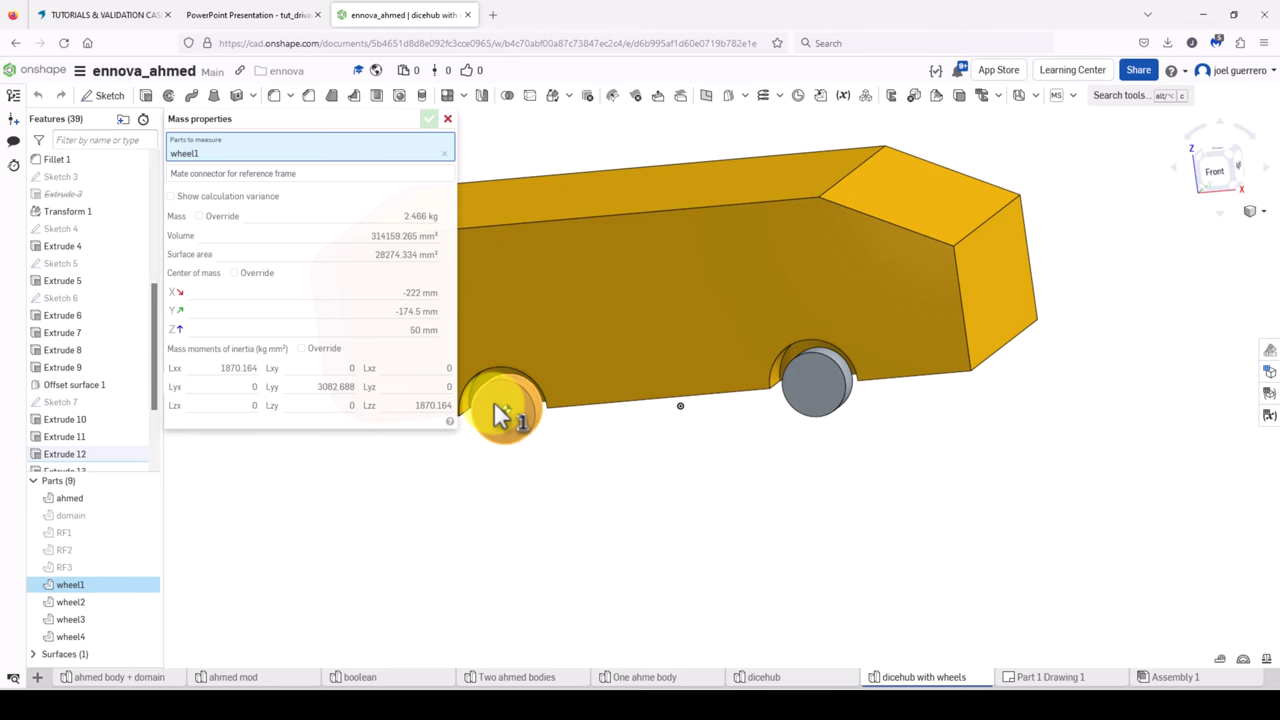 TUTORIALS & VALIDATION CAS
PowerPoint Presentation - tut_driva
ennova_ahmed | dicehub with w
https://cad.onshape.com/documents/5b4651d8d8e092fc3cce0965/w/b4c70abf00a87c73847ec2c4/e/d6b995af1d60e0719b782e1e
Search
onshape
ennova_ahmed
Main
ennova
0
0
0
9+
App Store
Learning Center
Share
joel guerrero
Sketch
Search tools...
alt/⌥
c
MS
Features (39)
Filter by name or type
Fillet 1
Sketch 3
Extrude 3
Transform 1
Sketch 4
Extrude 4
Sketch 5
Extrude 5
Sketch 6
Extrude 6
Extrude 7
Extrude 8
Extrude 9
Offset surface 1
Sketch 7
Extrude 10
Extrude 11
Extrude 12
Parts (9)
ahmed
domain
RF1
RF2
RF3
wheel1
wheel2
wheel3
wheel4
Surfaces (1)
Mass properties
Parts to measure
wheel1
Mate connector for reference frame
Show calculation variance
Mass Override 2.466 kg
Volume 314159.265 mm³
Surface area 28274.334 mm²
Center of mass Override
X -222 mm
Y -174.5 mm
Z 50 mm
Mass moments of inertia (kg mm²) Override
Lxx 1870.164 Lxy 0 Lxz 0
Lyx 0 Lyy 3082.688 Lyz 0
Lzx 0 Lzy 0 Lzz 1870.164
1
Z
Front
X
ahmed body + domain
ahmed mod
boolean
Two ahmed bodies
One ahme body
dicehub
dicehub with wheels
Part 1 Drawing 1
Assembly 1